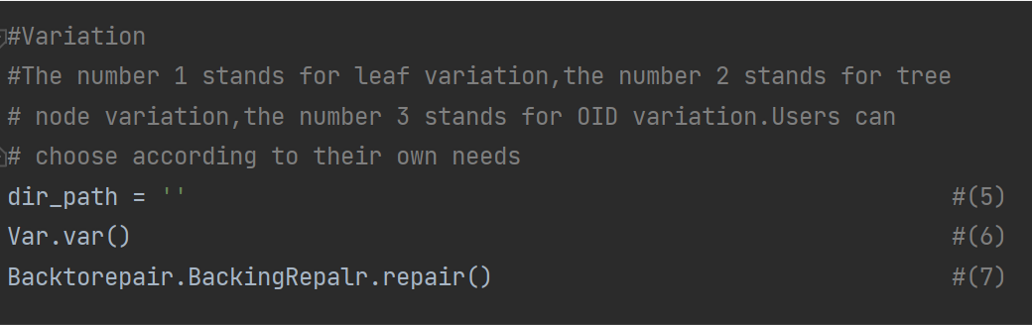 #Variation
#The number 1 stands for leaf variation,the number 2 stands for tree
# node variation,the number 3 stands for OID variation.Users can
# choose according to their own needs
dir_path = '' #(5)
Var.var() #(6)
Backtorepair.BackingRepalr.repair() #(7)